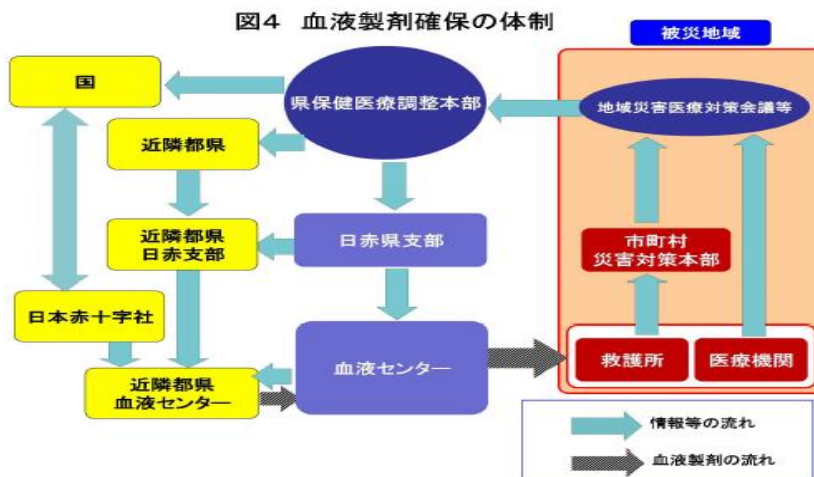 図4 血液製剤確保の体制
被災地域
国
県保健医療調整本部
地域災害医療対策会議等
近隣都県
近隣都県
日赤支部
日赤県支部
市町村
災害対策本部
日本赤十字社
血液センター
救護所
医療機関
近隣都県
血液センター
情報等の流れ
血液製剤の流れ